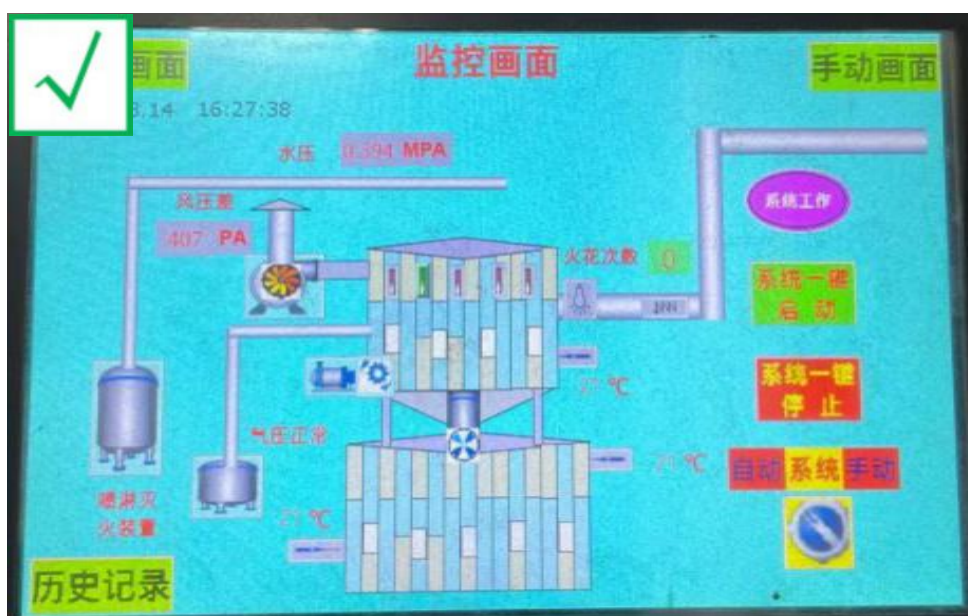 画面
监控画面
手动画面
3.14 16:27:38
水压 0.394 MPA
风压差
407 PA
系统工作
火花次数 0
系统一键
启 动
系统一键
停 止
℃
气压正常
℃
自动 系统 手动
℃
喷淋灭
火装置
历史记录